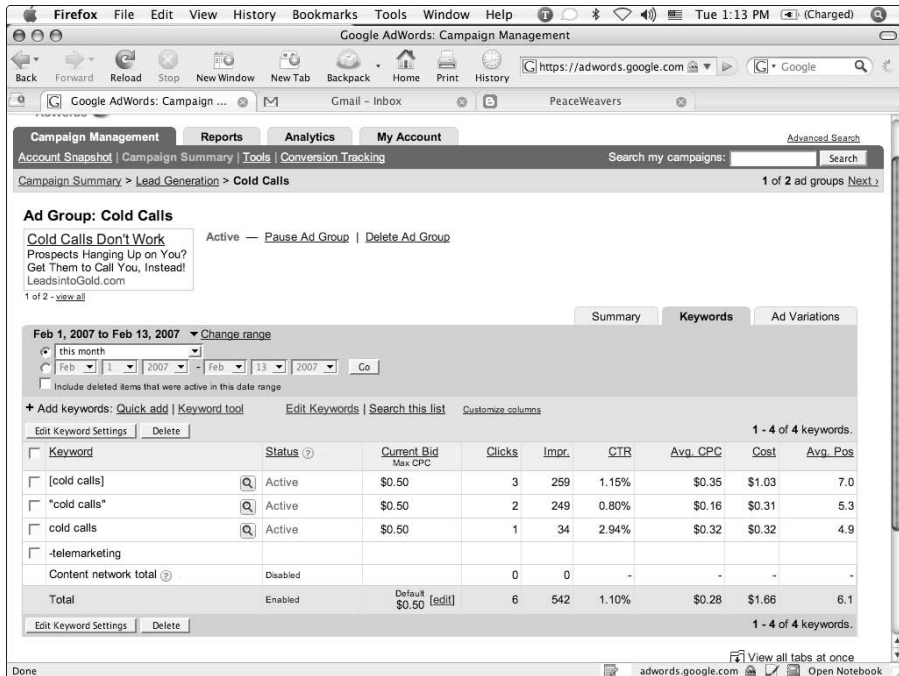 Firefox File Edit View History Bookmarks Tools Window Help Tue 1:13 PM (Charged)
Google AdWords: Campaign Management
Back Forward Reload Stop New Window New Tab Backpack Home Print History https://adwords.google.com Google
Google AdWords: Campaign ... Gmail – Inbox PeaceWeavers
Campaign Management Reports Analytics My Account Advanced Search
Account Snapshot | Campaign Summary | Tools | Conversion Tracking Search my campaigns: Search
Campaign Summary > Lead Generation > Cold Calls 1 of 2 ad groups Next ›
Ad Group: Cold Calls
Cold Calls Don't Work Active — Pause Ad Group | Delete Ad Group
Prospects Hanging Up on You?
Get Them to Call You, Instead!
LeadsintoGold.com
1 of 2 - view all
Summary Keywords Ad Variations
Feb 1, 2007 to Feb 13, 2007 Change range
this month
Feb 1 2007 - Feb 13 2007 Go
Include deleted items that were active in this date range
+ Add keywords: Quick add | Keyword tool Edit Keywords | Search this list Customize columns
Edit Keyword Settings Delete 1 - 4 of 4 keywords.
Keyword Status ? Current Bid Max CPC Clicks Impr. CTR Avg. CPC Cost Avg. Pos
[cold calls] Active $0.50 3 259 1.15% $0.35 $1.03 7.0
"cold calls" Active $0.50 2 249 0.80% $0.16 $0.31 5.3
cold calls Active $0.50 1 34 2.94% $0.32 $0.32 4.9
-telemarketing
Content network total ? Disabled 0 0 - - - -
Total Enabled Default $0.50 [edit] 6 542 1.10% $0.28 $1.66 6.1
Edit Keyword Settings Delete 1 - 4 of 4 keywords.
View all tabs at once
Done adwords.google.com Open Notebook